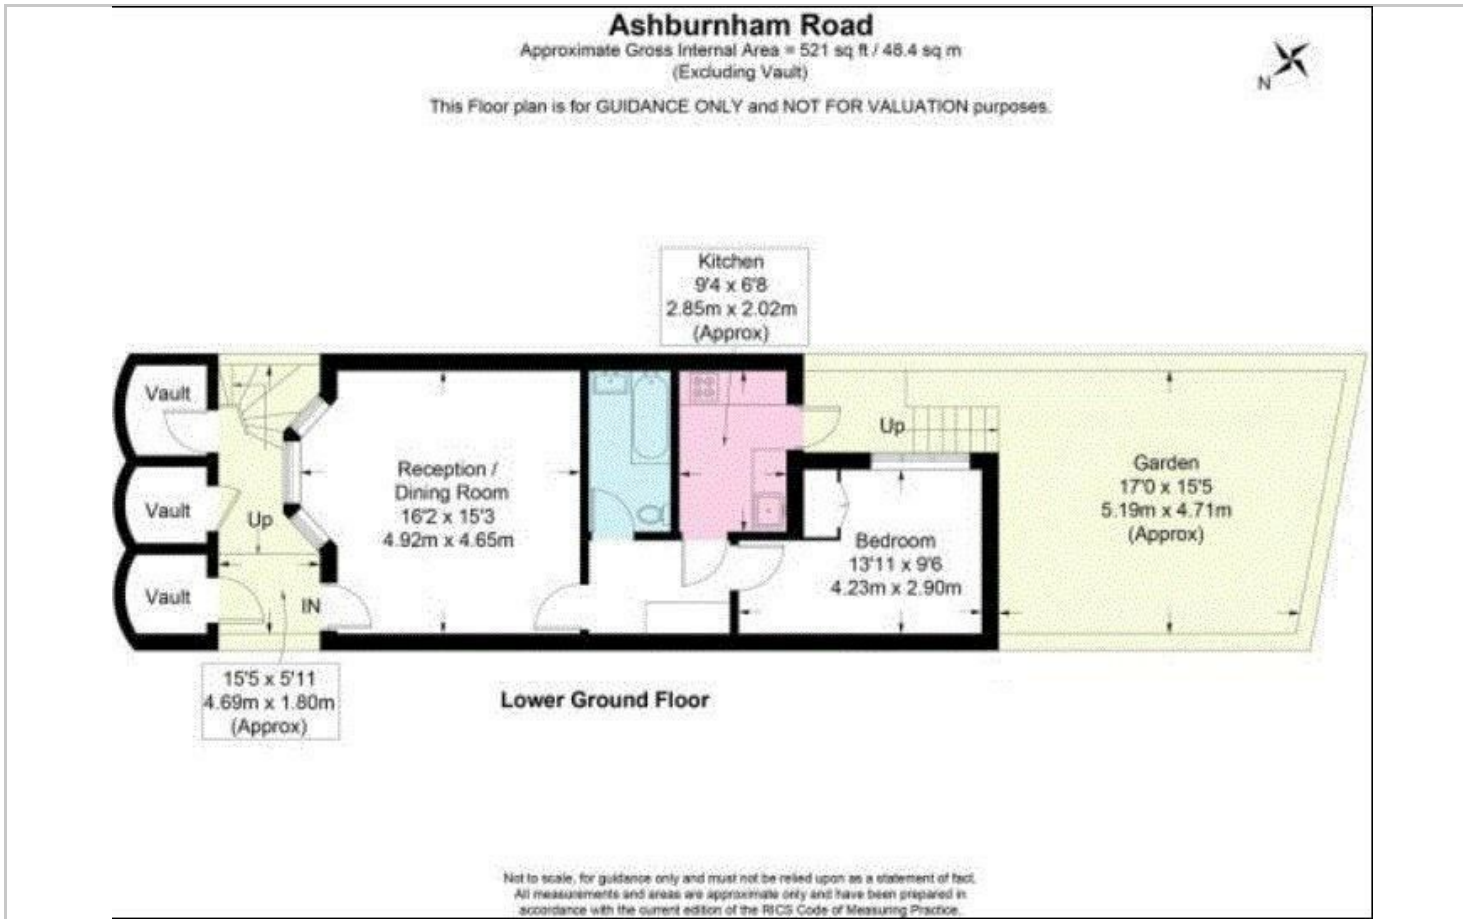 Ashburnham Road
Approximate Gross Internal Area = 521 sq ft / 48.4 sq m
(Excluding Vault)
This Floor plan is for GUIDANCE ONLY and NOT FOR VALUATION purposes.
N
Kitchen
9'4 x 6'8
2.85m x 2.02m
(Approx)
Vault
Vault
Vault
Up
IN
Reception /
Dining Room
16'2 x 15'3
4.92m x 4.65m
Up
Bedroom
13'11 x 9'6
4.23m x 2.90m
Garden
17'0 x 15'5
5.19m x 4.71m
(Approx)
15'5 x 5'11
4.69m x 1.80m
(Approx)
Lower Ground Floor
Not to scale, for guidance only and must not be relied upon as a statement of fact.
All measurements and areas are approximate only and have been prepared in
accordance with the current edition of the RICS Code of Measuring Practice.